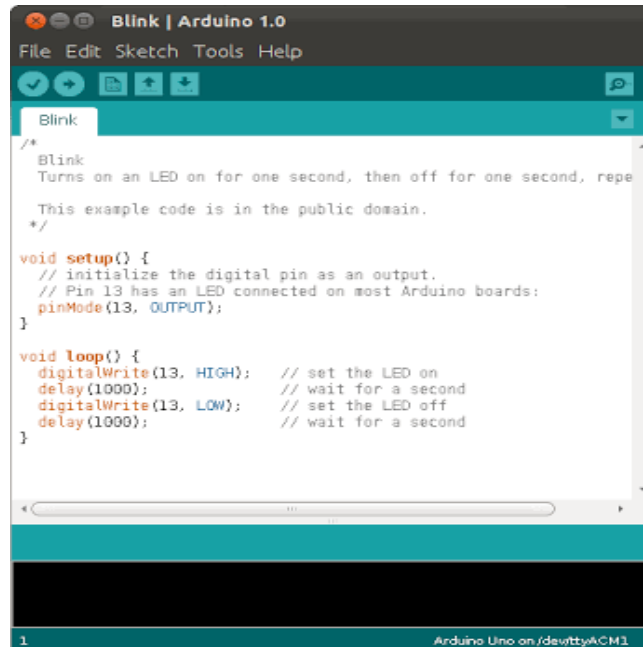 Blink | Arduino 1.0
File Edit Sketch Tools Help
Blink
/*
  Blink
  Turns on an LED on for one second, then off for one second, repe

  This example code is in the public domain.
 */

void setup() {
  // initialize the digital pin as an output.
  // Pin 13 has an LED connected on most Arduino boards:
  pinMode(13, OUTPUT);
}

void loop() {
  digitalWrite(13, HIGH);   // set the LED on
  delay(1000);              // wait for a second
  digitalWrite(13, LOW);    // set the LED off
  delay(1000);              // wait for a second
}
1
Arduino Uno on /dev/ttyACM1